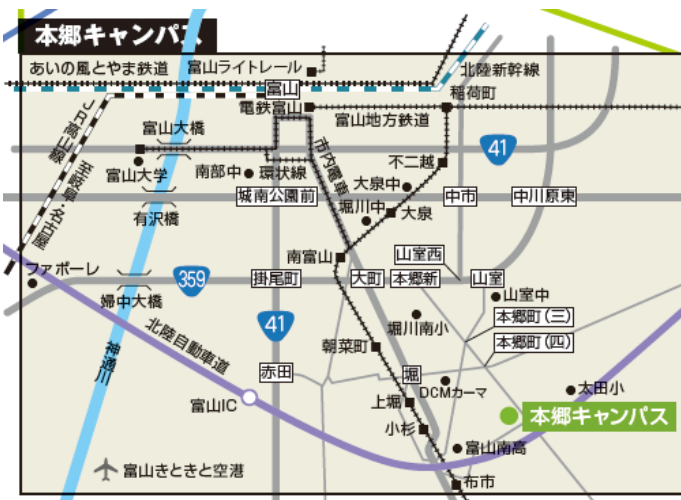 本郷キャンパス
あいの風とやま鉄道
富山ライトレール
北陸新幹線
富山
稲荷町
電鉄富山
富山地方鉄道
JR高山線 至岐阜・名古屋
富山大橋
市内電車
41
不二越
富山大学
南部中
環状線
大泉中
城南公園前
中市
中川原東
有沢橋
堀川中
大泉
南富山
山室西
ファボーレ
359
掛尾町
大町
本郷新
山室
婦中大橋
山室中
41
堀川南小
本郷町(三)
北陸自動車道
朝菜町
本郷町(四)
神通川
赤田
堀
DCMカーマ
太田小
富山IC
上堀
本郷キャンパス
小杉
富山南高
富山きときと空港
布市